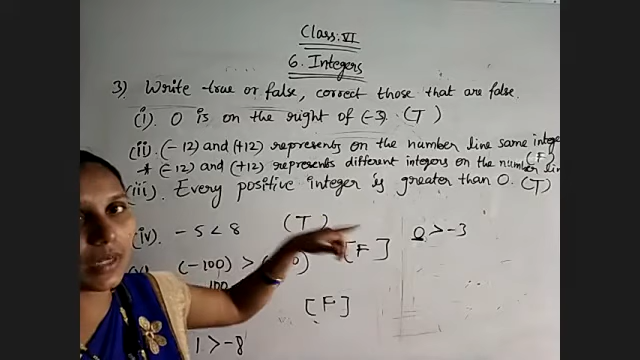 Class: VI
6. Integers
3) Write true or false, correct those that are false.
(i). 0 is on the right of (-3). (T)
(ii). (-12) and (+12) represents on the number line same intege
(F)
* (-12) and (+12) represents different integers on the number lin
(iii). Every positive integer is greater than 0. (T)
(iv). -5 < 8 (T)
0 > -3
(-100) > ( 0) [F]
100
[F]
1 > -8